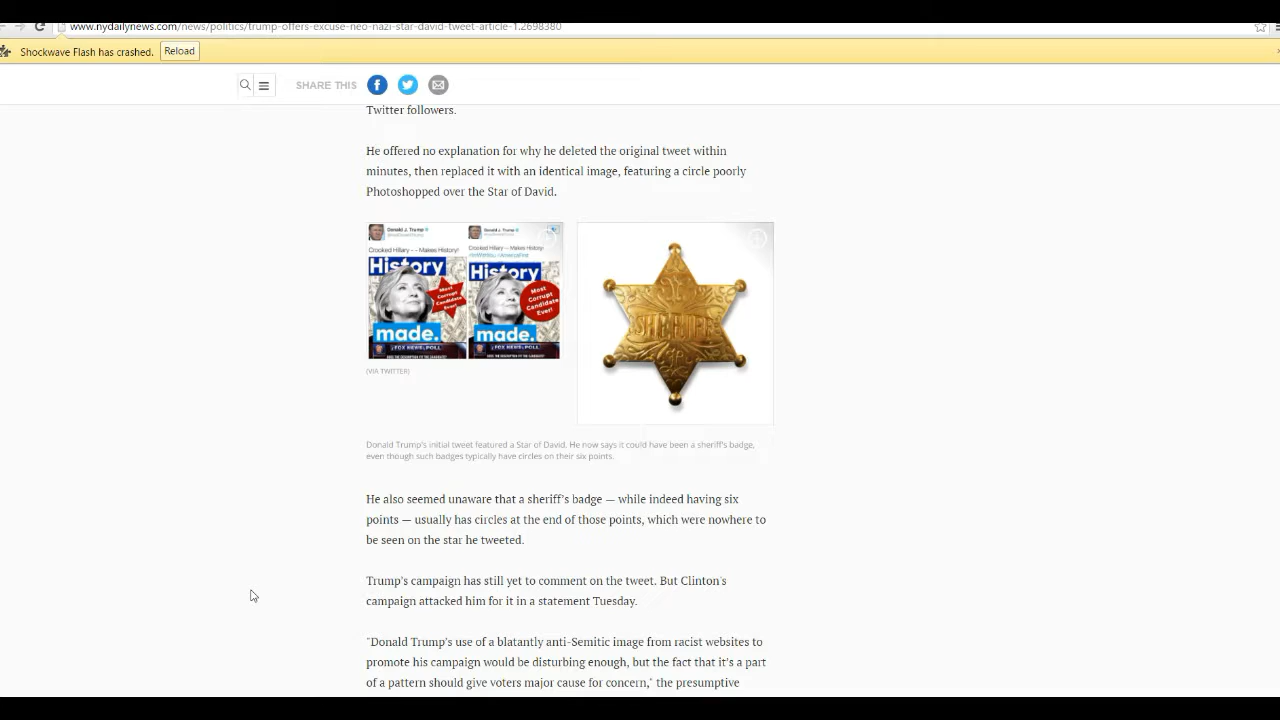 www.nydailynews.com/news/politics/trump-offers-excuse-neo-nazi-star-david-tweet-article-1.2698380
Shockwave Flash has crashed. Reload
SHARE THIS
Twitter followers.
He offered no explanation for why he deleted the original tweet within
minutes, then replaced it with an identical image, featuring a circle poorly
Photoshopped over the Star of David.
Donald J. Trump
Crooked Hillary - - Makes History!
History
Most
Corrupt
Candidate
Ever!
made.
FOX NEWS POLL
Donald J. Trump
Crooked Hillary - - Makes History!
#AmericaFirst
History
Most
Corrupt
Candidate
Ever!
made.
FOX NEWS POLL
SHERIFF
(VIA TWITTER)
Donald Trump's initial tweet featured a Star of David. He now says it could have been a sheriff's badge,
even though such badges typically have circles on their six points.
He also seemed unaware that a sheriff's badge — while indeed having six
points — usually has circles at the end of those points, which were nowhere to
be seen on the star he tweeted.
Trump's campaign has still yet to comment on the tweet. But Clinton's
campaign attacked him for it in a statement Tuesday.
"Donald Trump's use of a blatantly anti-Semitic image from racist websites to
promote his campaign would be disturbing enough, but the fact that it's a part
of a pattern should give voters major cause for concern," the presumptive